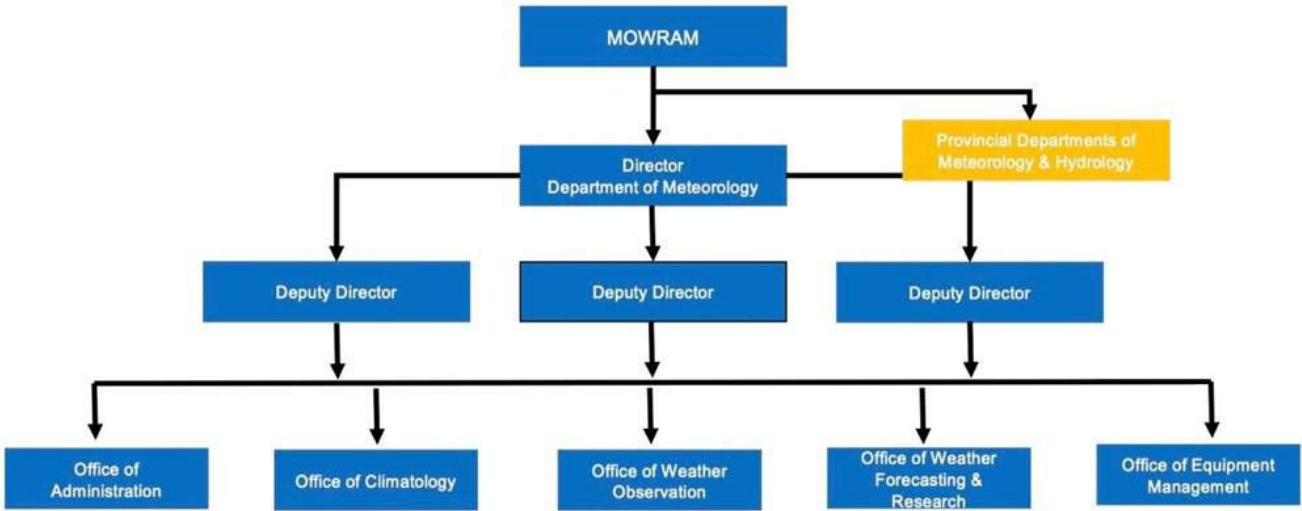 MOWRAM
Provincial Departments of
Meteorology & Hydrology
Director
Department of Meteorology
Deputy Director
Deputy Director
Deputy Director
Office of
Administration
Office of Climatology
Office of Weather
Observation
Office of Weather
Forecasting &
Research
Office of Equipment
Management